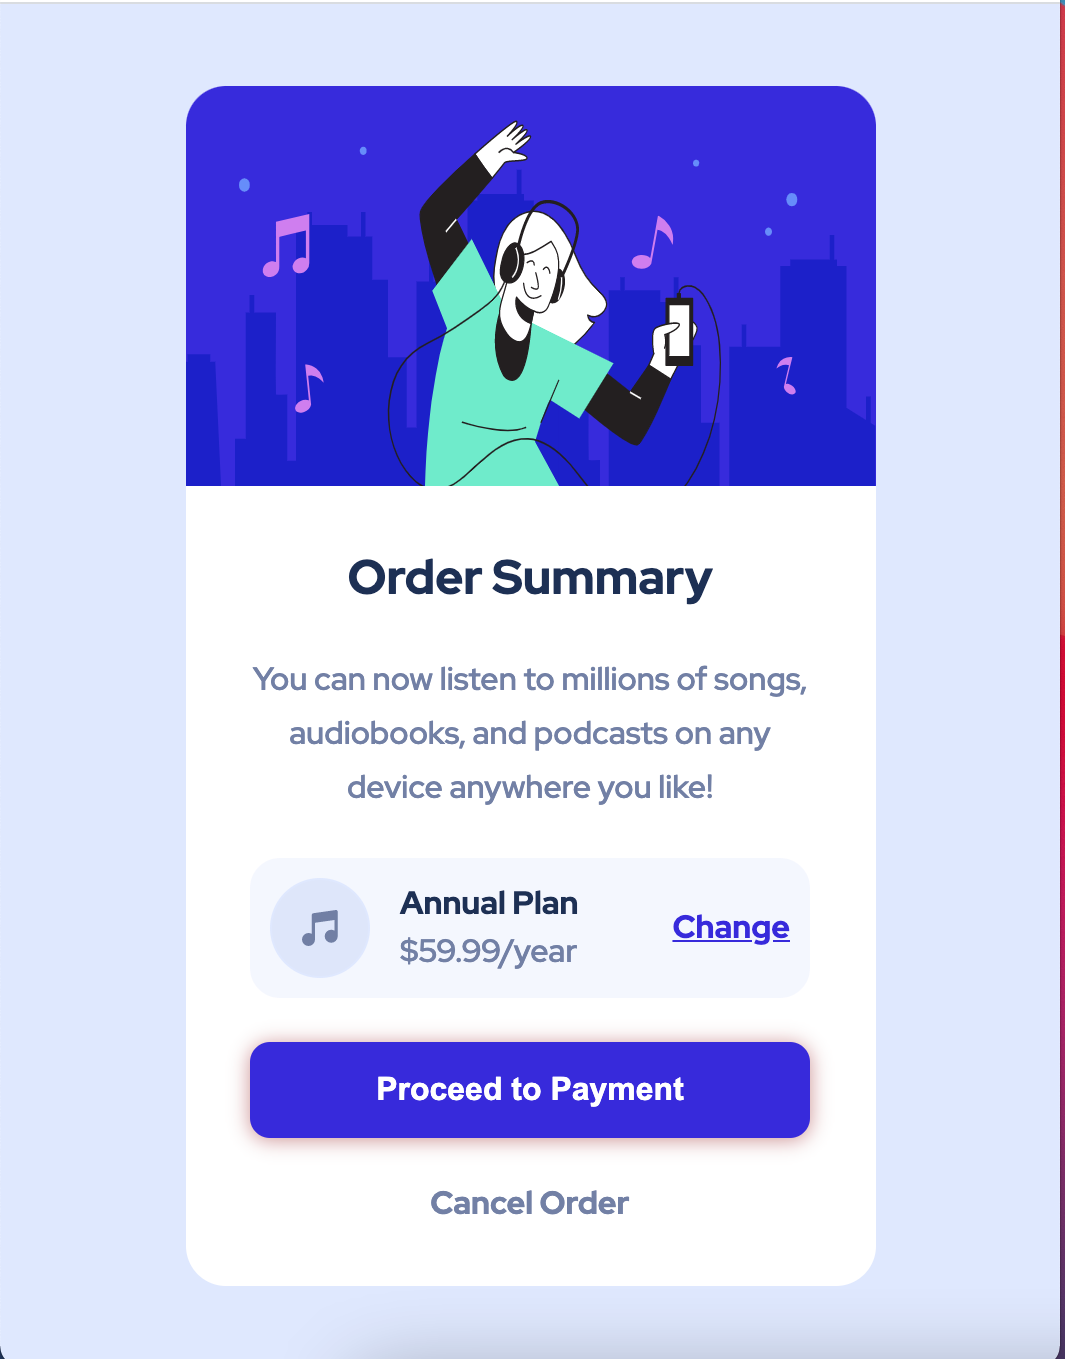 Order Summary
You can now listen to millions of songs,
audiobooks, and podcasts on any
device anywhere you like!
Annual Plan
$59.99/year
Change
Proceed to Payment
Cancel Order